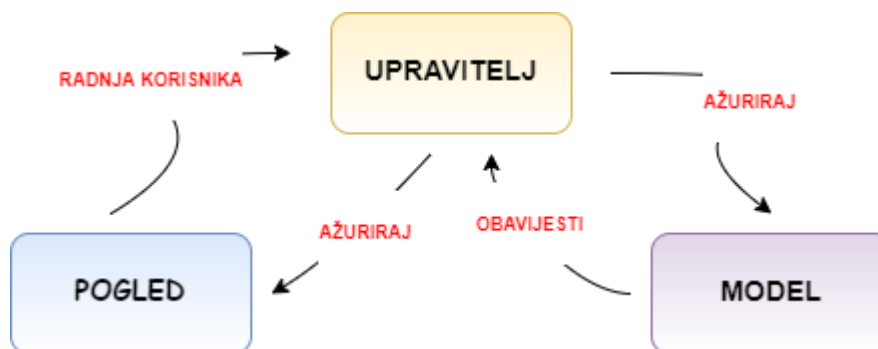 UPRAVITELJ
RADNJA KORISNIKA
AŽURIRAJ
AŽURIRAJ
OBAVIJESTI
POGLED
MODEL